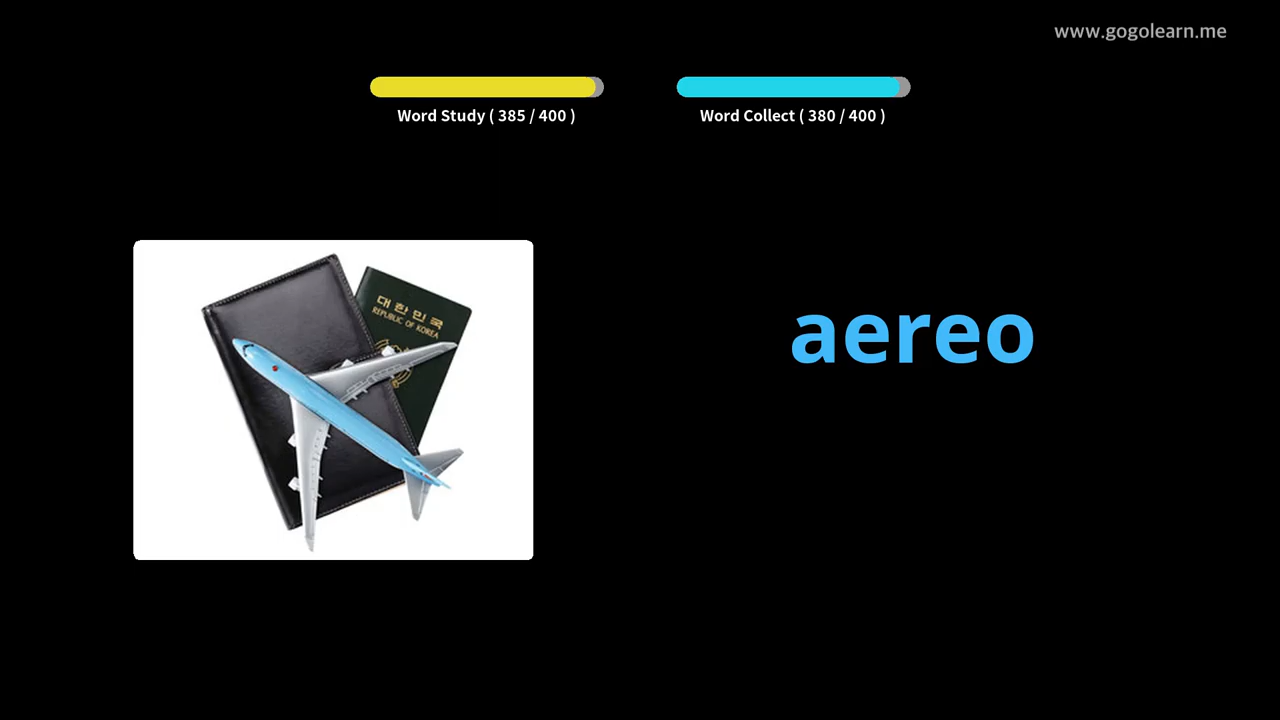 www.gogolearn.me
Word Study ( 385 / 400 )
Word Collect ( 380 / 400 )
대한민국
REPUBLIC OF KOREA
aereo